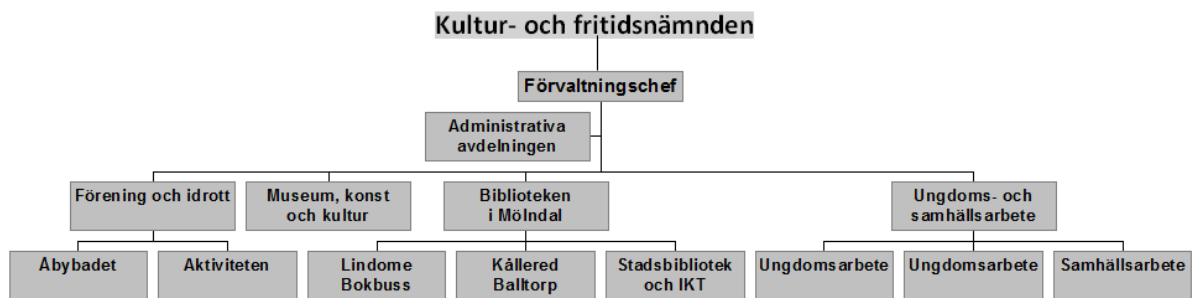 Kultur- och fritidsnämnden
Förvaltningschef
Administrativa
avdelningen
Förening och idrott
Museum, konst
och kultur
Biblioteken
i Mölndal
Ungdoms- och
samhällsarbete
Åbybadet
Aktiviteten
Lindome
Bokbuss
Kållered
Balltorp
Stadsbibliotek
och IKT
Ungdomsarbete
Ungdomsarbete
Samhällsarbete